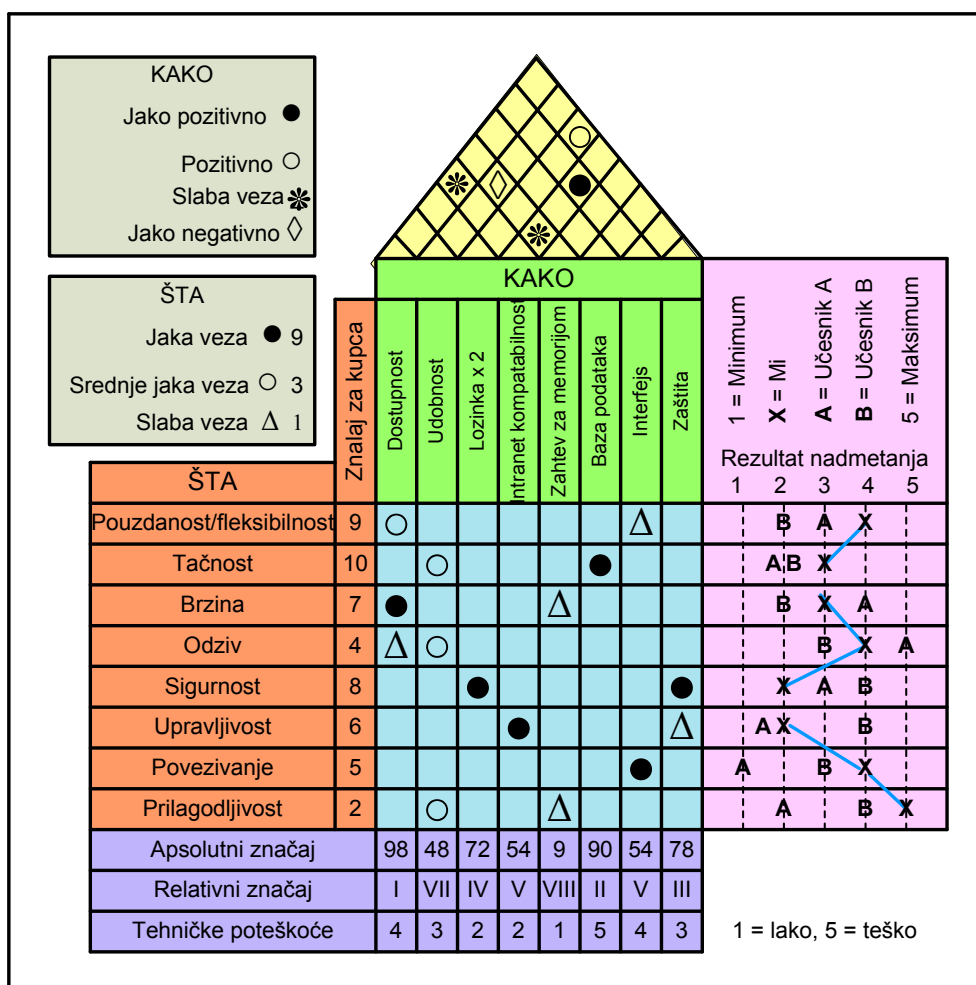 KAKO
Jako pozitivno ●
Pozitivno ○
Slaba veza ❋
Jako negativno ◊
ŠTA
Jaka veza ● 9
Srednje jaka veza ○ 3
Slaba veza Δ 1
KAKO
Znalaj za kupca
Dostupnost
Udobnost
Lozinka x 2
Intranet kompatabilnost
Zahtev za memorijom
Baza podataka
Interfejs
Zaštita
1 = Minimum
X = Mi
A = Učesnik A
B = Učesnik B
5 = Maksimum
Rezultat nadmetanja
ŠTA 1 2 3 4 5
Pouzdanost/fleksibilnost 9 ○ Δ B A X
Tačnost 10 ○ ● A B X
Brzina 7 ● Δ B X A
Odziv 4 Δ ○ B X A
Sigurnost 8 ● ● X A B
Upravljivost 6 ● Δ A X B
Povezivanje 5 ● A B X
Prilagodljivost 2 ○ Δ A B X
Apsolutni značaj 98 48 72 54 9 90 54 78
Relativni značaj I VII IV V VIII II V III
Tehničke poteškoće 4 3 2 2 1 5 4 3 1 = lako, 5 = teško